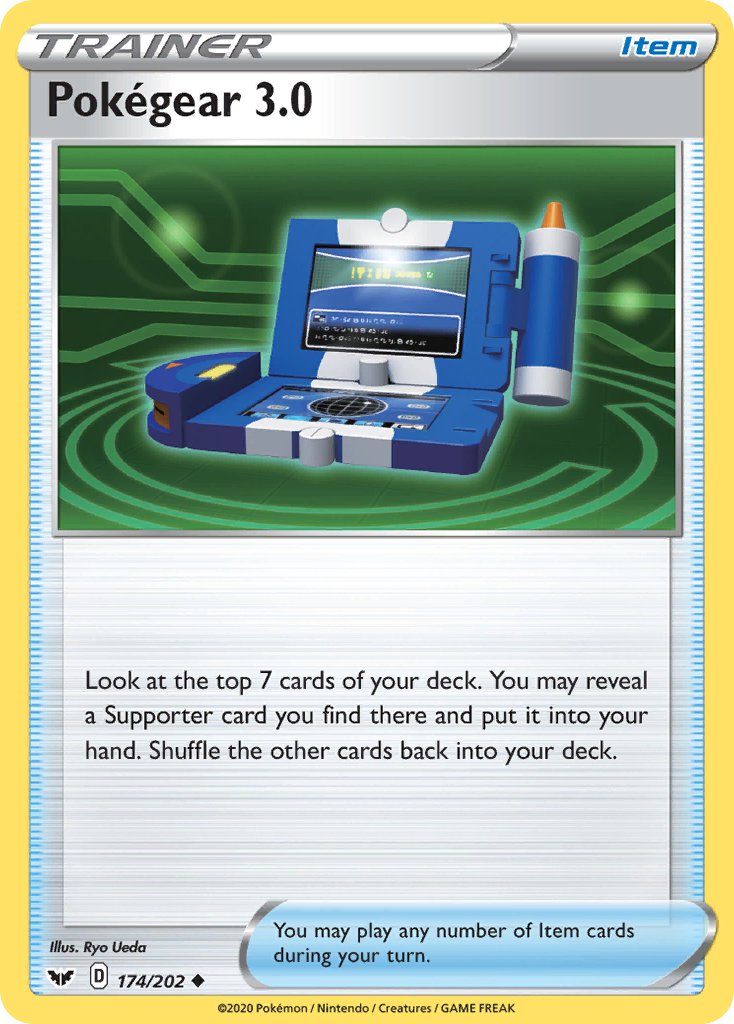 TRAINER
Item
Pokégear 3.0
Look at the top 7 cards of your deck. You may reveal
a Supporter card you find there and put it into your
hand. Shuffle the other cards back into your deck.
Illus. Ryo Ueda
You may play any number of Item cards
during your turn.
D 174/202
©2020 Pokémon / Nintendo / Creatures / GAME FREAK